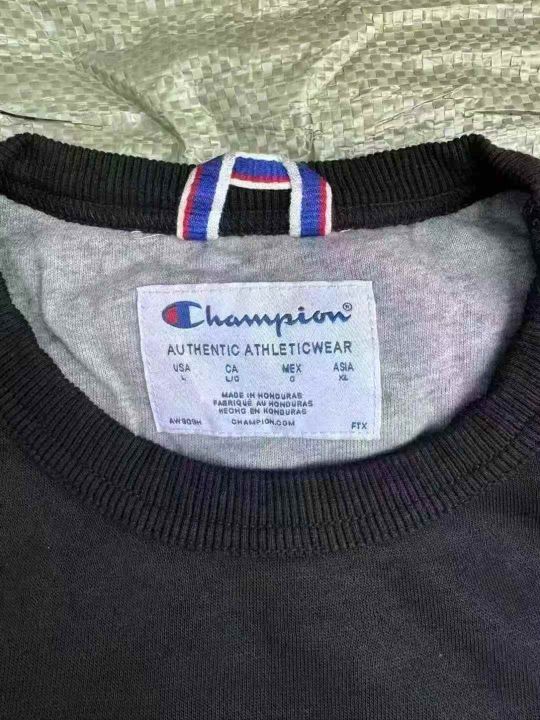 Champion®
AUTHENTIC ATHLETICWEAR
USA CA MEX ASIA
L L/G G XL
MADE IN HONDURAS
FABRIQUÉ AU HONDURAS
HECHO EN HONDURAS
AW909H CHAMPION.COM FTX